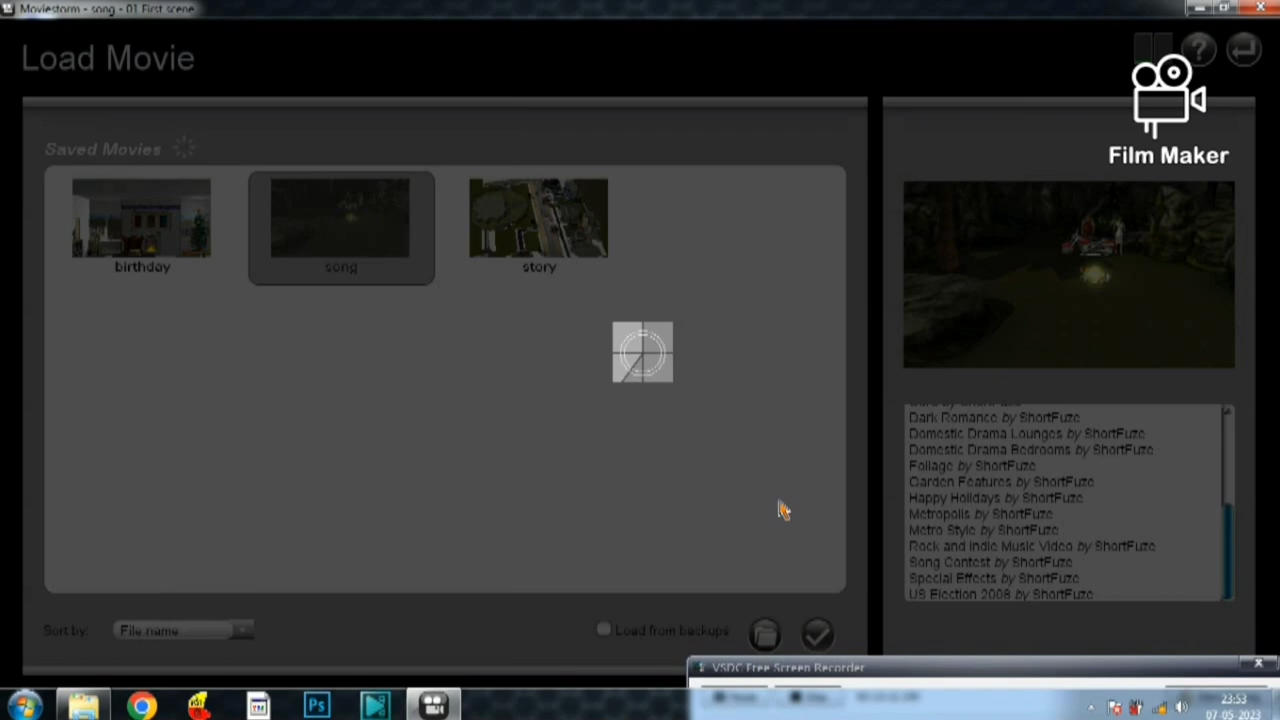 Moviestorm - song - 01 First scene
Load Movie
Film Maker
Saved Movies
birthday
song
story
Dark Romance by ShortFuze
Domestic Drama Lounges by ShortFuze
Domestic Drama Bedrooms by ShortFuze
Foliage by ShortFuze
Garden Features by ShortFuze
Happy Holidays by ShortFuze
Metropolis by ShortFuze
Metro Style by ShortFuze
Rock and Indie Music Video by ShortFuze
Song Contest by ShortFuze
Special Effects by ShortFuze
US Election 2008 by ShortFuze
Sort by:
File name
Load from backups
VSDC Free Screen Recorder
Ps
23:53
07-05-2023